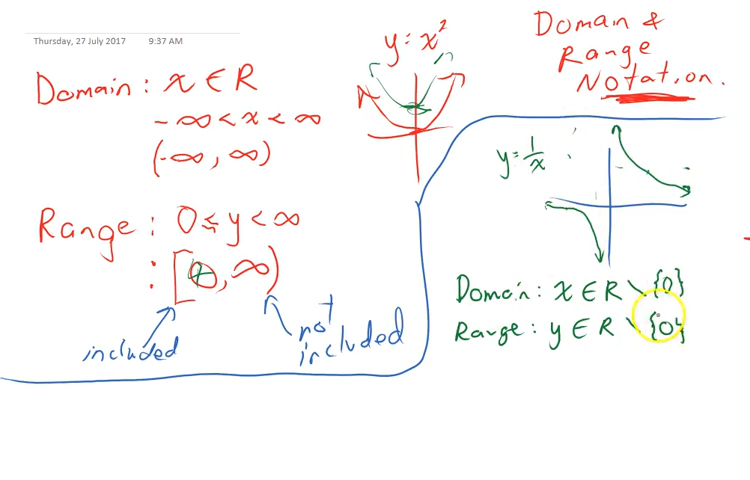 Thursday, 27 July 2017 9:37 AM
Domain & Range Notation.
Domain : x ∈ R
-∞ < x < ∞
(-∞, ∞)
y = x²
Range : 0 ≤ y < ∞
: [0, ∞)
included
not included
y = 1/x
Domain : x ∈ R \ {0}
Range : y ∈ R \ {0}